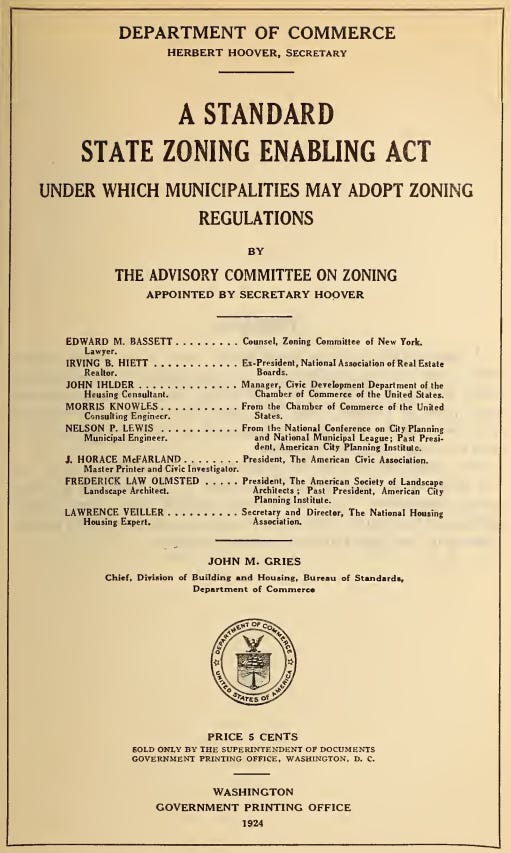 DEPARTMENT OF COMMERCE
HERBERT HOOVER, SECRETARY
A STANDARD
STATE ZONING ENABLING ACT
UNDER WHICH MUNICIPALITIES MAY ADOPT ZONING
REGULATIONS
BY
THE ADVISORY COMMITTEE ON ZONING
APPOINTED BY SECRETARY HOOVER
EDWARD M. BASSETT . . . . . . . . . Counsel, Zoning Committee of New York.
Lawyer.
IRVING B. HIETT . . . . . . . . . . . . Ex-President, National Association of Real Estate
Realtor. Boards.
JOHN IHLDER . . . . . . . . . . . . . . Manager, Civic Development Department of the
Housing Consultant. Chamber of Commerce of the United States.
MORRIS KNOWLES . . . . . . . . . . . From the Chamber of Commerce of the United
Consulting Engineer. States.
NELSON P. LEWIS . . . . . . . . . . . From the National Conference on City Planning
Municipal Engineer. and National Municipal League; Past Presi-
dent, American City Planning Institute.
J. HORACE McFARLAND . . . . . . . President, The American Civic Association.
Master Printer and Civic Investigator.
FREDERICK LAW OLMSTED . . . . . President, The American Society of Landscape
Landscape Architect. Architects; Past President, American City
Planning Institute.
LAWRENCE VEILLER . . . . . . . . . . Secretary and Director, The National Housing
Housing Expert. Association.
JOHN M. GRIES
Chief, Division of Building and Housing, Bureau of Standards,
Department of Commerce
DEPARTMENT OF COMMERCE
UNITED STATES OF AMERICA
PRICE 5 CENTS
SOLD ONLY BY THE SUPERINTENDENT OF DOCUMENTS
GOVERNMENT PRINTING OFFICE, WASHINGTON, D. C.
WASHINGTON
GOVERNMENT PRINTING OFFICE
1924